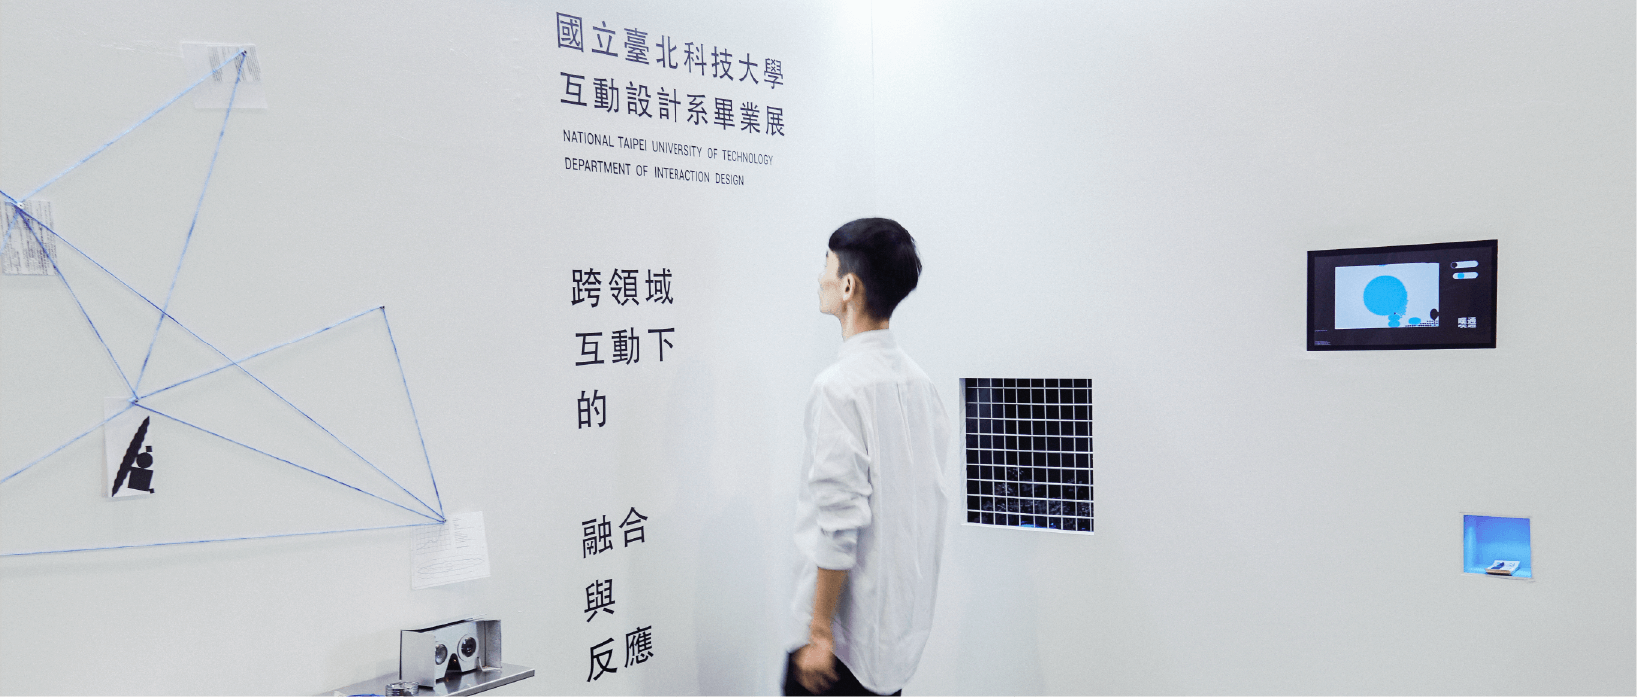 國立臺北科技大學
互動設計系畢業展
NATIONAL TAIPEI UNIVERSITY OF TECHNOLOGY
DEPARTMENT OF INTERACTION DESIGN
跨領域
互動下
的
融合
與
反應